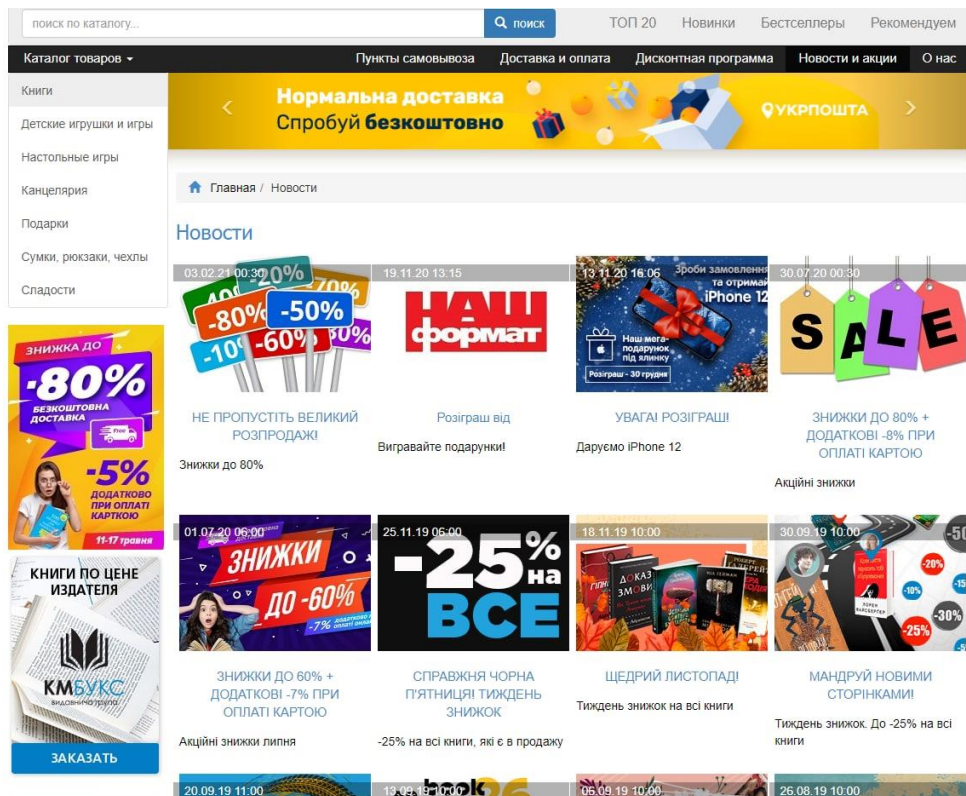 поиск по каталогу...
поиск
ТОП 20 Новинки Бестселлеры Рекомендуем
Каталог товаров
Пункты самовывоза Доставка и оплата Дисконтная программа Новости и акции О нас
Книги
Детские игрушки и игры
Настольные игры
Канцелярия
Подарки
Сумки, рюкзаки, чехлы
Сладости
Нормальна доставка
Спробуй безкоштовно
УКРПОШТА
Главная / Новости
Новости
ЗНИЖКА ДО
-80%
БЕЗКОШТОВНА
ДОСТАВКА
Free
-5%
ДОДАТКОВО
ПРИ ОПЛАТІ
КАРТКОЮ
11-17 травня
КНИГИ ПО ЦЕНЕ
ИЗДАТЕЛЯ
КМБУКС
видавнича група
ЗАКАЗАТЬ
03.02.21 00:30
-20%
-70%
-80%
-50%
-60%
НЕ ПРОПУСТІТЬ ВЕЛИКИЙ
РОЗПРОДАЖ!
Знижки до 80%
19.11.20 13:15
НАШ
формат
Розіграш від
Вигравайте подарунки!
13.11.20 16:06
Зроби замовлення
та отримай
iPhone 12
Наш мега-
подарунок
під ялинку
Розіграш - 30 грудня
УВАГА! РОЗІГРАШ!
Даруємо iPhone 12
30.07.20 00:30
SALE
ЗНИЖКИ ДО 80% +
ДОДАТКОВІ -8% ПРИ
ОПЛАТІ КАРТОЮ
Акційні знижки
01.07.20 06:00
ЗНИЖКИ
ДО -60%
-7%
ЗНИЖКИ ДО 60% +
ДОДАТКОВІ -7% ПРИ
ОПЛАТІ КАРТОЮ
Акційні знижки липня
25.11.19 06:00
-25%
на
ВСЕ
СПРАВЖНЯ ЧОРНА
П'ЯТНИЦЯ! ТИЖДЕНЬ
ЗНИЖОК
-25% на всі книги, які є в продажу
18.11.19 10:00
ДОКАЗ
ЗМОВИ
ЩЕДРИЙ ЛИСТОПАД!
Тиждень знижок на всі книги
30.09.19 10:00
-50
-20%
-15
-10%
-30%
-25%
ЛОРЕН
ВАЙСБЕРҐЕР
МАНДРУЙ НОВИМИ
СТОРІНКАМИ!
Тиждень знижок. До -25% на всі
книги
20.09.19 11:00
13.09.19 10:00
06.09.19 10:00
26.08.19 10:00